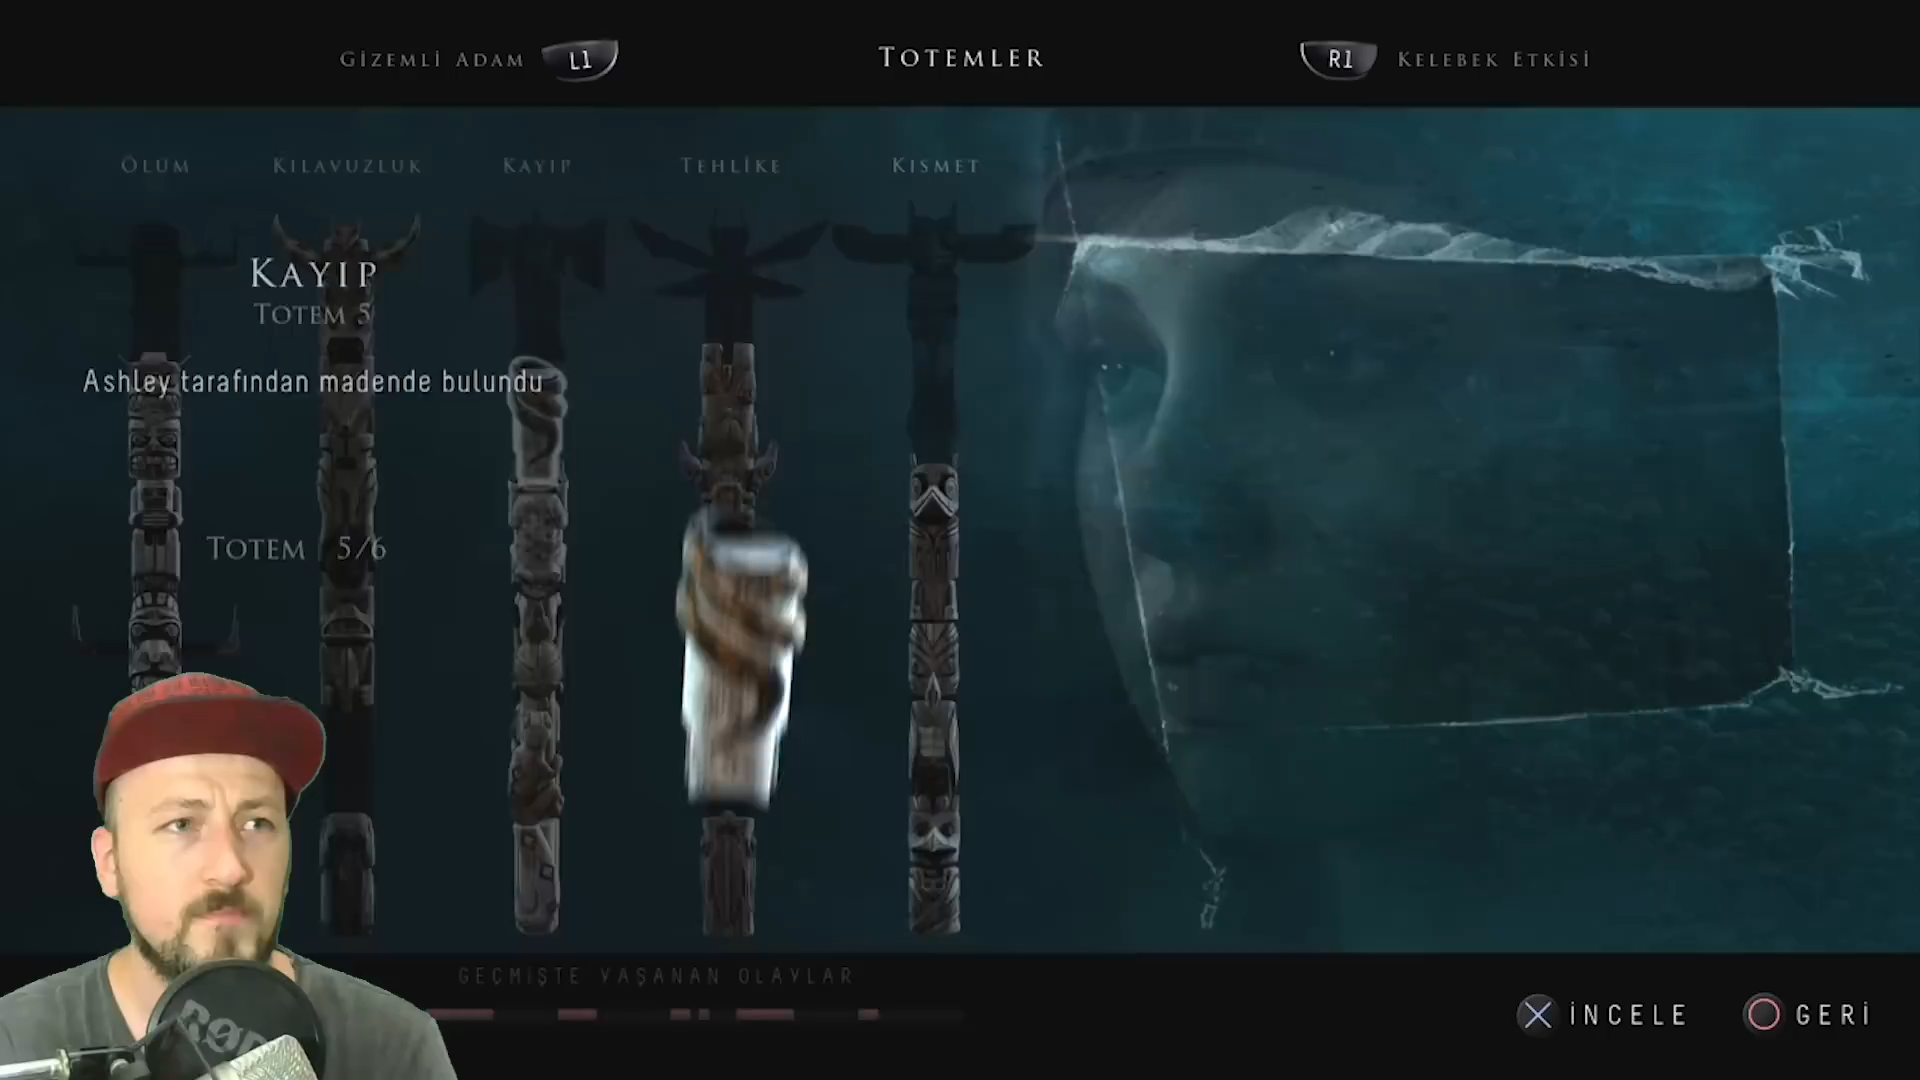 GİZEMLİ ADAM L1 TOTEMLER R1 KELEBEK ETKİSİ
ÖLÜM KILAVUZLUK KAYIP TEHLİKE KISMET
KAYIP
TOTEM 5
Ashley tarafından madende bulundu
TOTEM 5/6
GEÇMİŞTE YAŞANAN OLAYLAR
İNCELE GERİ
RØDE